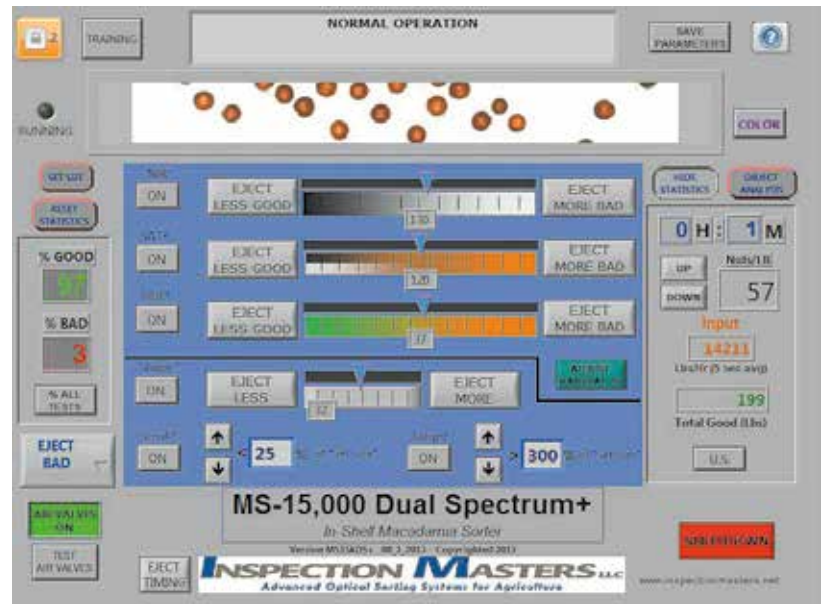 NORMAL OPERATION
2
TRAINING
SAVE
PARAMETERS
?
RUNNING
COLOR
SET LOT
RESET
STATISTICS
HIDE
STATISTICS
OBJECT
ANALYSIS
ON
EJECT
LESS GOOD
130
EJECT
MORE BAD
ON
EJECT
LESS GOOD
120
EJECT
MORE BAD
ON
EJECT
LESS GOOD
37
EJECT
MORE BAD
% GOOD
97
% BAD
3
% ALL
TESTS
0 H : 1 M
UP
DOWN
Nuts/LB
57
Input
14211
Lbs/Hr (5 sec avg)
199
Total Good (Lbs)
U.S.
ON
EJECT
LESS
32
EJECT
MORE
EJECT
BAD
ON
< 25
ON
> 300
AIR VALVES
ON
TEST
AIR VALVES
EJECT
TIMING
MS-15,000 Dual Spectrum+
In-Shell Macadamia Sorter
SHUTDOWN
INSPECTION MASTERS LLC
Advanced Optical Sorting Systems for Agriculture
www.inspectionmasters.net